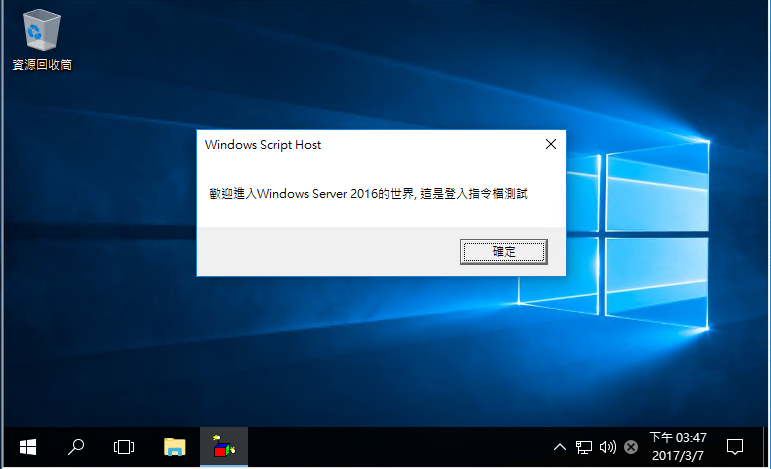 資源回收筒
Windows Script Host
歡迎進入Windows Server 2016的世界, 這是登入指令檔測試
確定
下午 03:47
2017/3/7